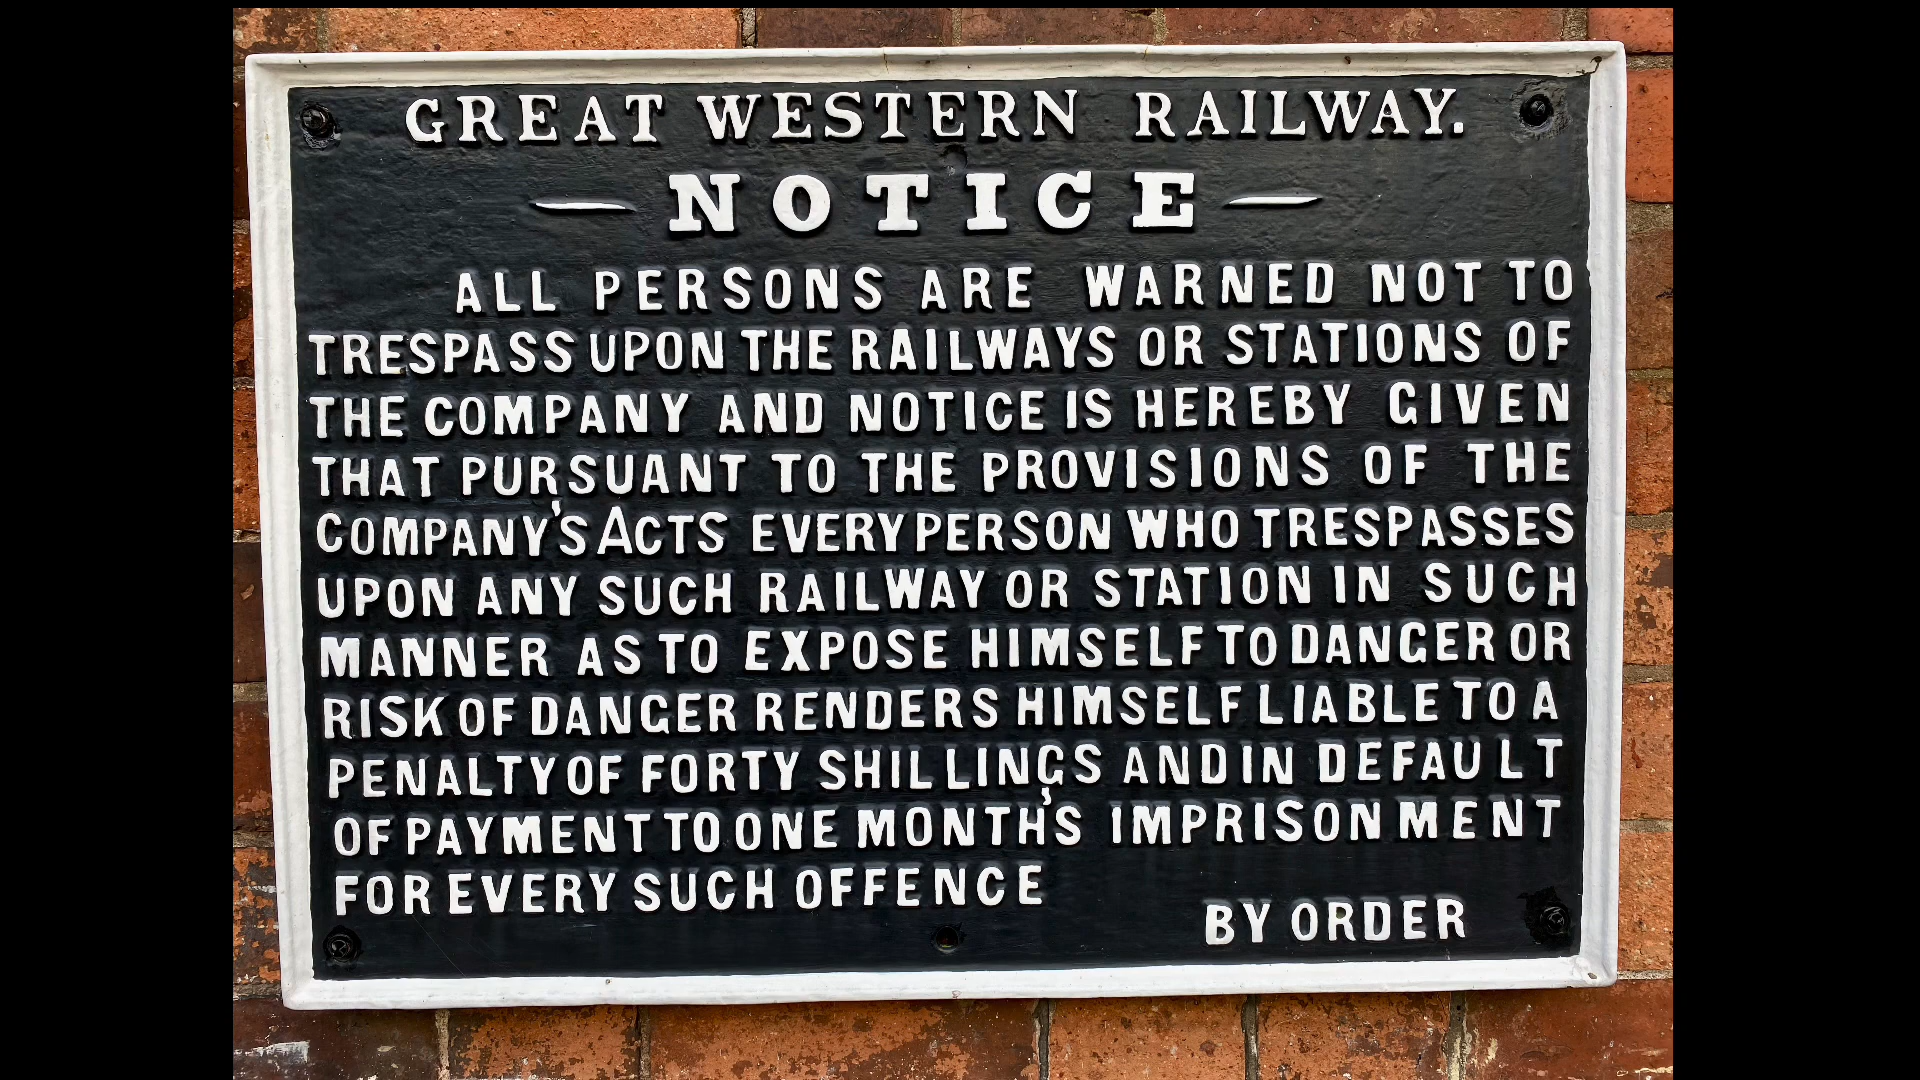 GREAT WESTERN RAILWAY.
— NOTICE —
ALL PERSONS ARE WARNED NOT TO
TRESPASS UPON THE RAILWAYS OR STATIONS OF
THE COMPANY AND NOTICE IS HEREBY GIVEN
THAT PURSUANT TO THE PROVISIONS OF THE
COMPANY'S ACTS EVERY PERSON WHO TRESPASSES
UPON ANY SUCH RAILWAY OR STATION IN SUCH
MANNER AS TO EXPOSE HIMSELF TO DANGER OR
RISK OF DANGER RENDERS HIMSELF LIABLE TO A
PENALTY OF FORTY SHILLINGS AND IN DEFAULT
OF PAYMENT TO ONE MONTH'S IMPRISONMENT
FOR EVERY SUCH OFFENCE
BY ORDER